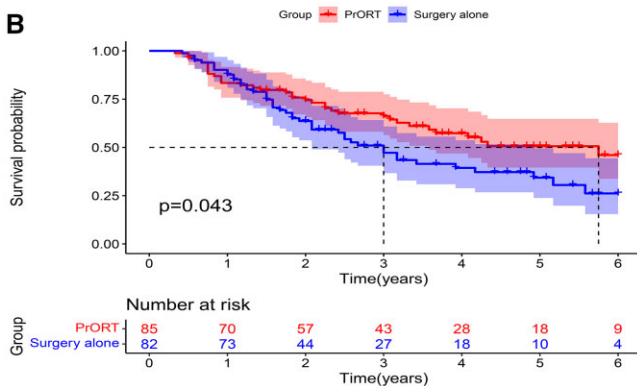 B
Group PrORT Surgery alone
Survival probability
1.00
0.75
0.50
0.25
0.00
p=0.043
0 1 2 3 4 5 6
Time(years)
Number at risk
Group
PrORT 85 70 57 43 28 18 9
Surgery alone 82 73 44 27 18 10 4
0 1 2 3 4 5 6
Time(years)